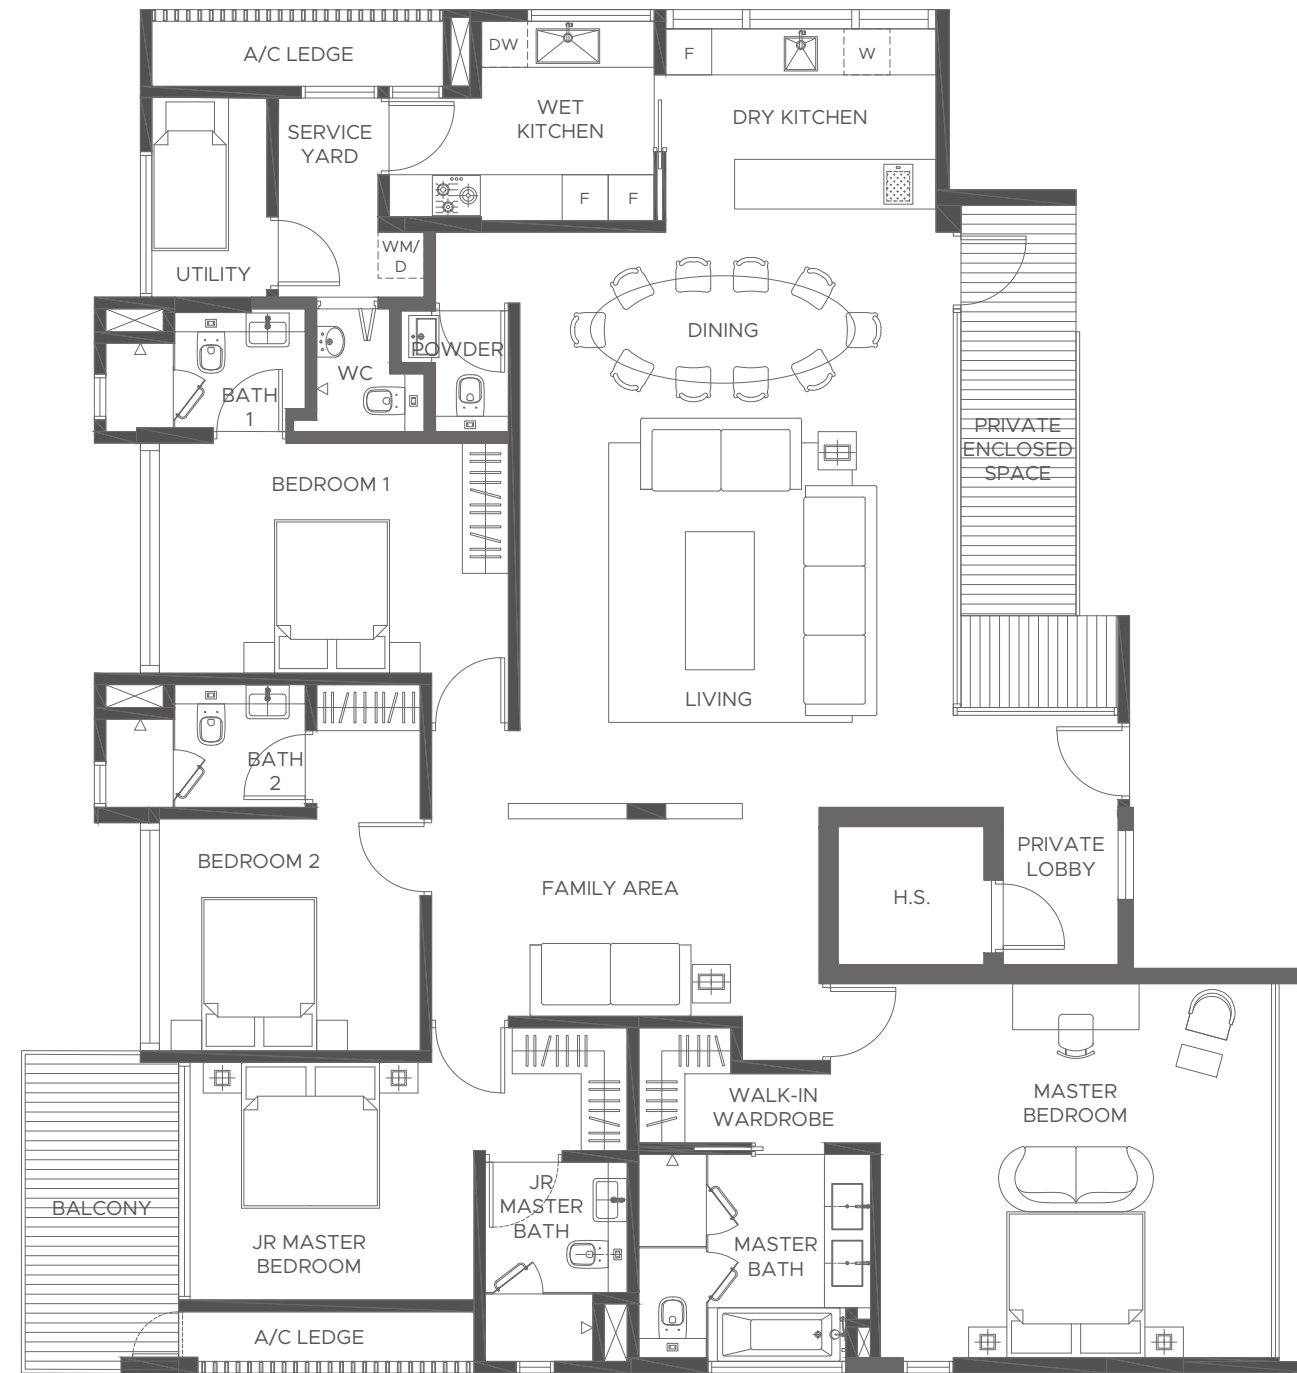 A/C LEDGE
DW
F
W
WET
KITCHEN
DRY KITCHEN
SERVICE
YARD
F
F
WM/
D
UTILITY
DINING
POWDER
WC
BATH
1
PRIVATE
ENCLOSED
SPACE
BEDROOM 1
LIVING
BATH
2
BEDROOM 2
FAMILY AREA
H.S.
PRIVATE
LOBBY
WALK-IN
WARDROBE
MASTER
BEDROOM
BALCONY
JR
MASTER
BATH
JR MASTER
BEDROOM
MASTER
BATH
A/C LEDGE